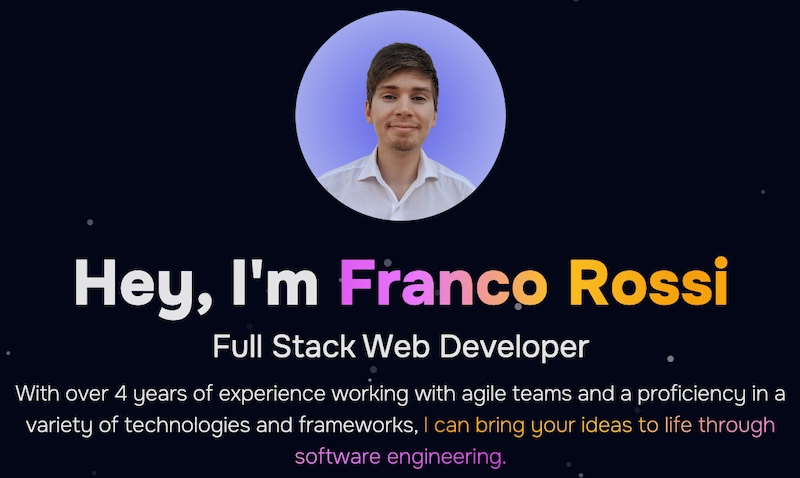 Hey, I'm Franco Rossi
Full Stack Web Developer
With over 4 years of experience working with agile teams and a proficiency in a
variety of technologies and frameworks, I can bring your ideas to life through
software engineering.